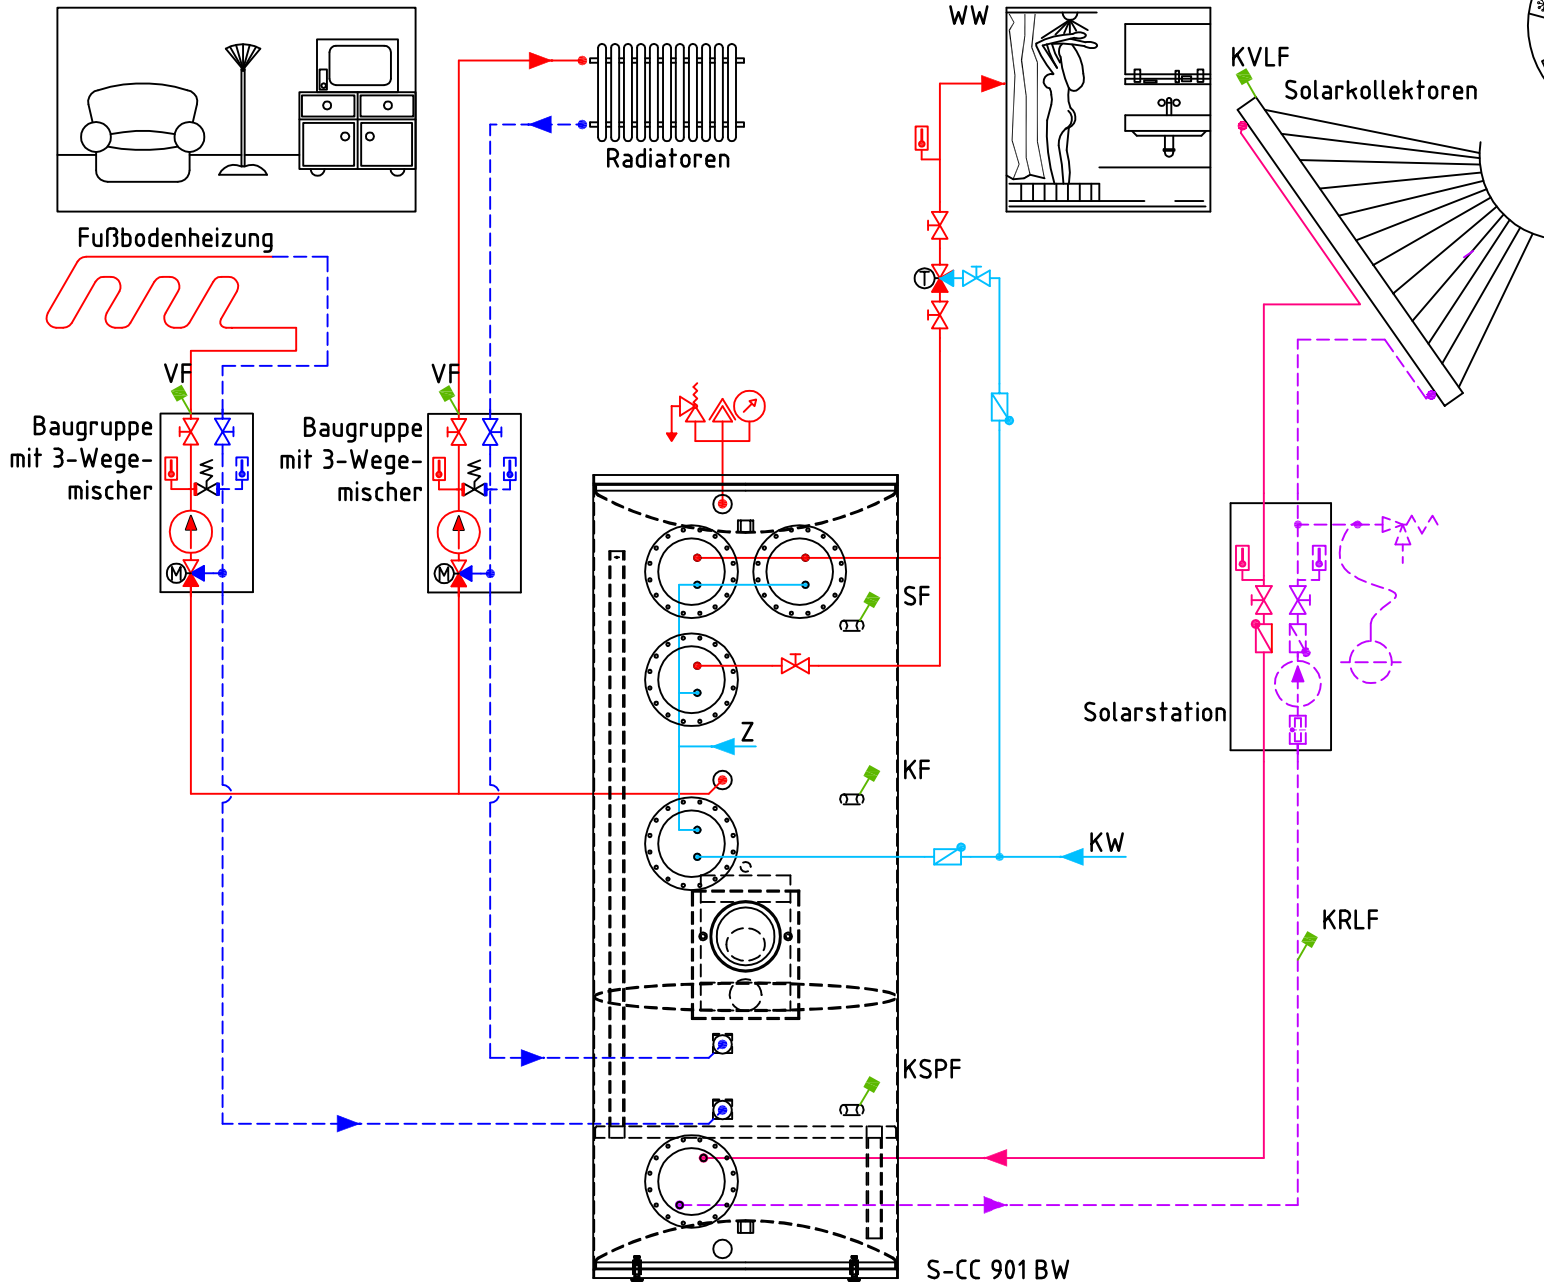 WW
KVLF
Solarkollektoren
Radiatoren
Fußbodenheizung
VF
VF
Baugruppe
mit 3-Wege-
mischer
Baugruppe
mit 3-Wege-
mischer
T
M
M
SF
Z
KF
KW
Solarstation
KRLF
KSPF
S-CC 901 BW